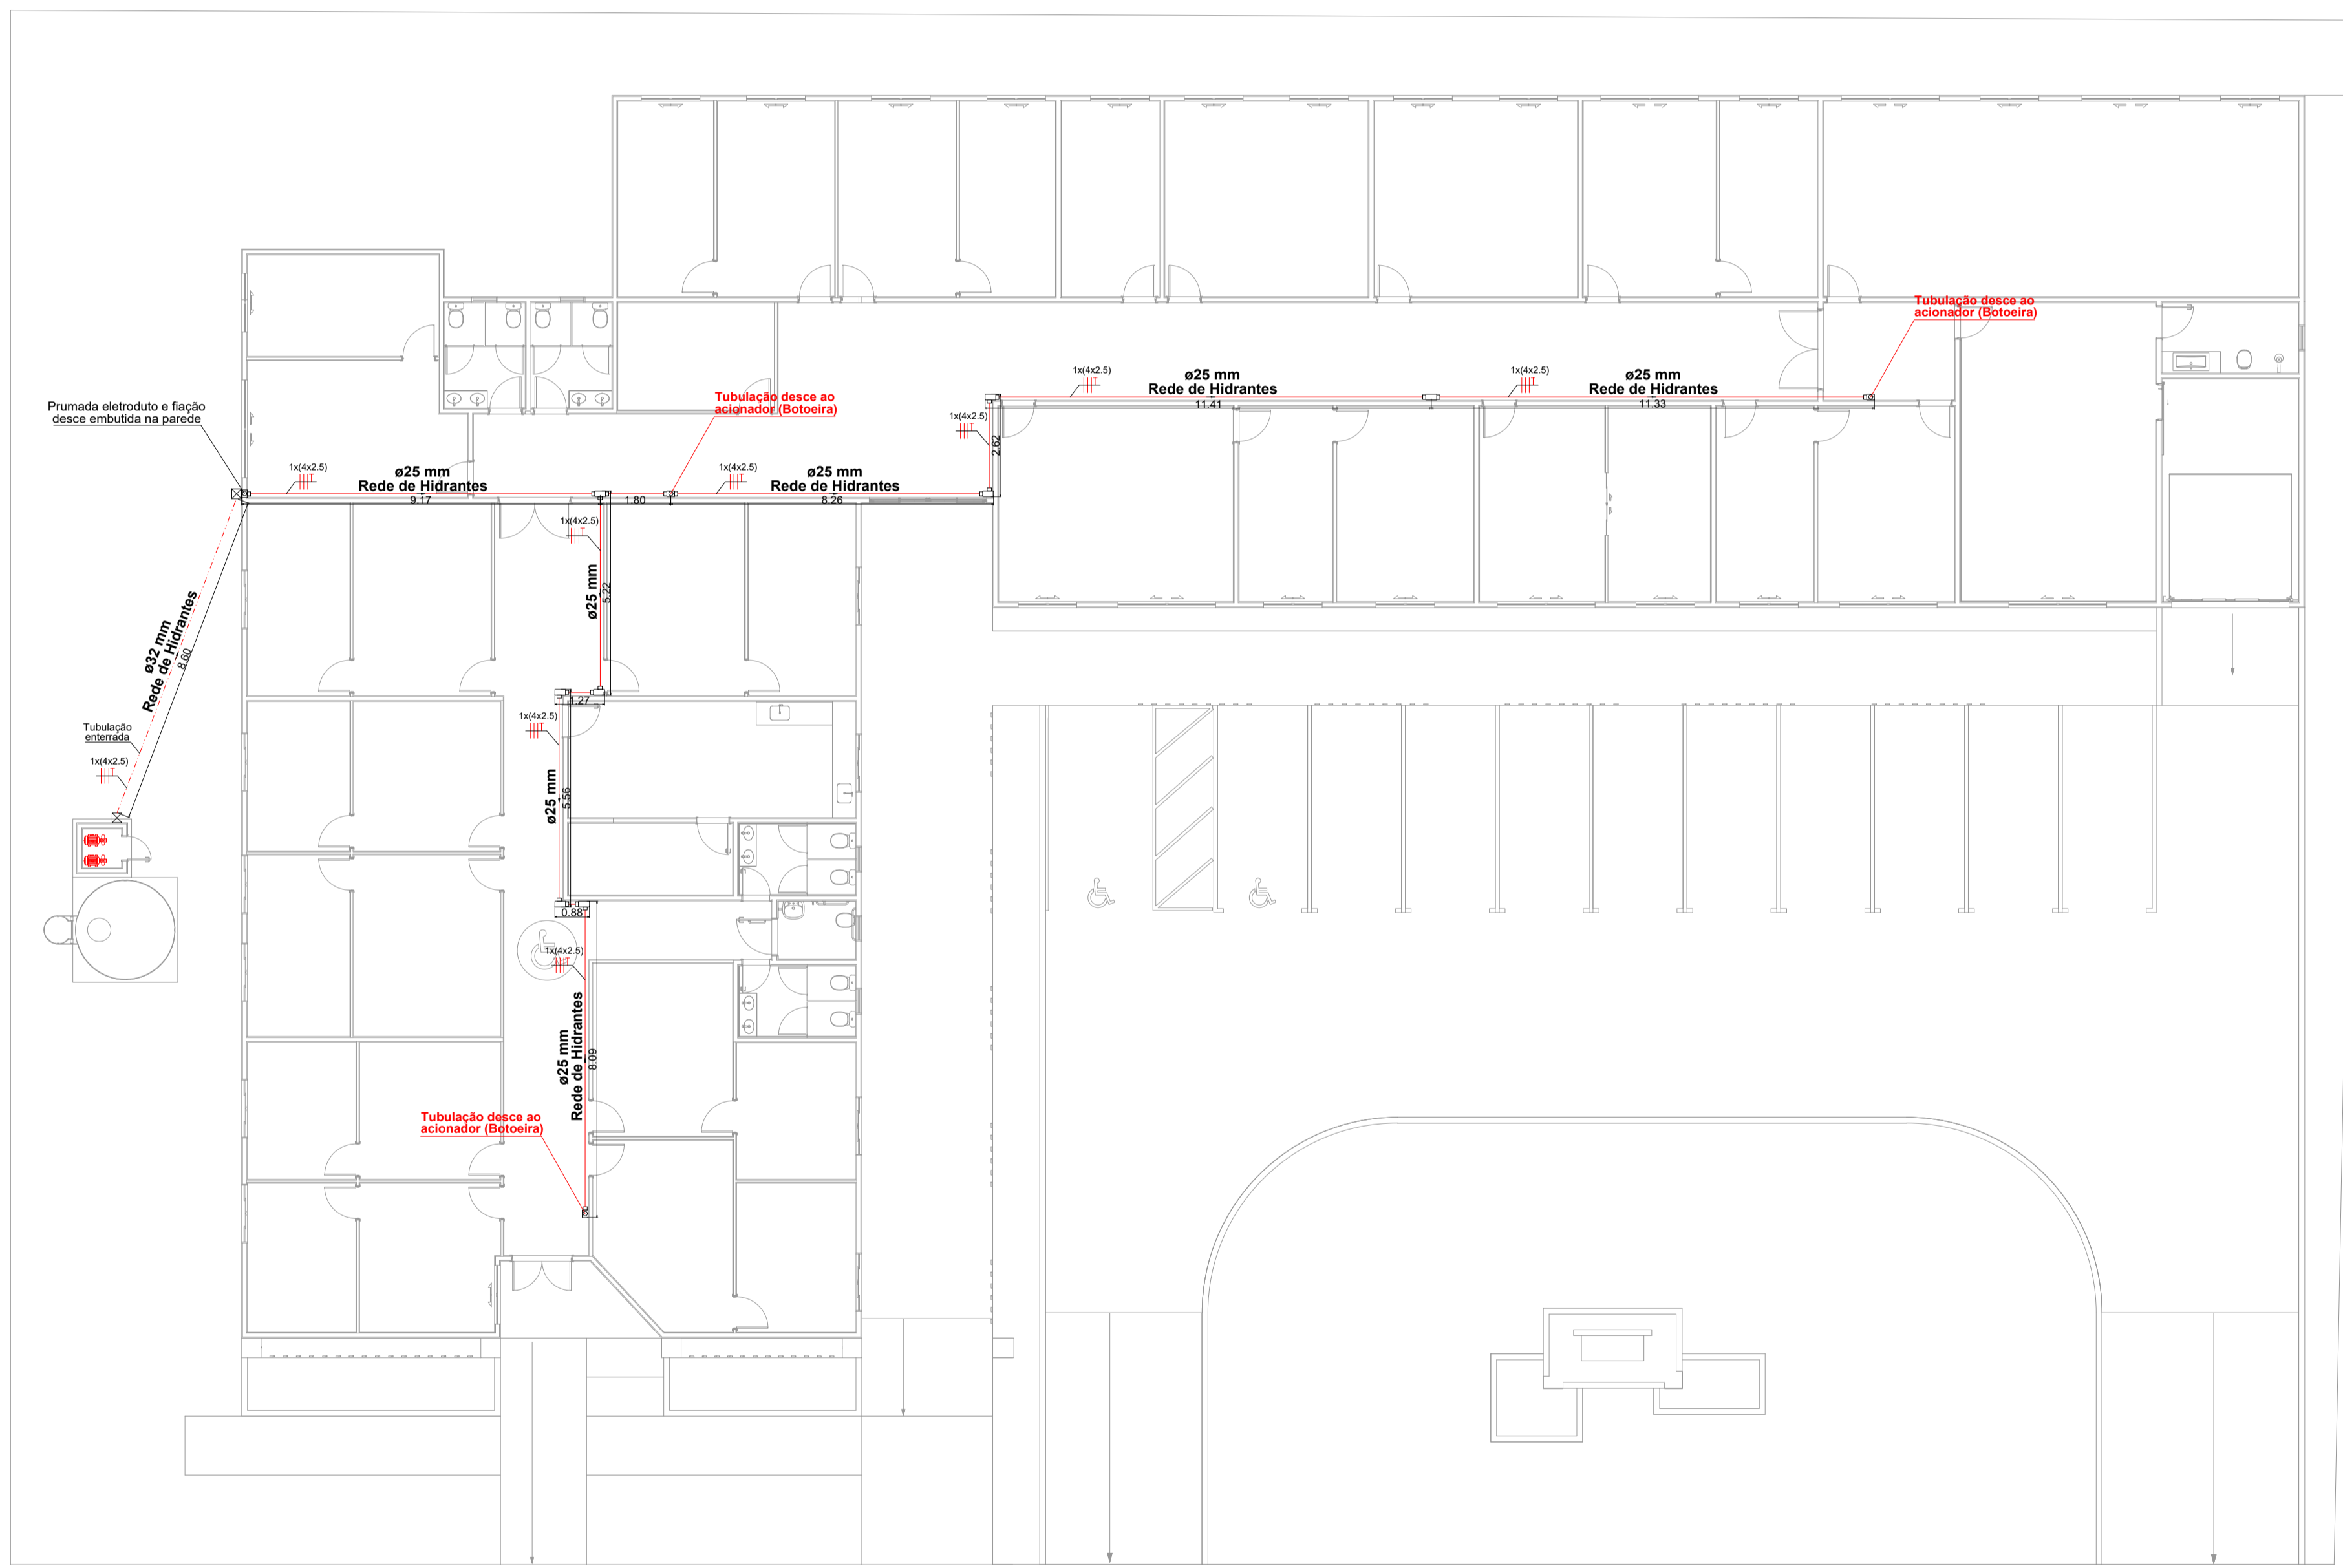 Tubulação desce ao
acionador (Botoeira)
1x(4x2.5)
ø25 mm
Rede de Hidrantes
11.41
1x(4x2.5)
ø25 mm
Rede de Hidrantes
11.33
Tubulação desce ao
acionador (Botoeira)
1x(4x2.5)
2.62
Prumada eletroduto e fiação
desce embutida na parede
1x(4x2.5)
T
ø25 mm
Rede de Hidrantes
9.17
1.80
1x(4x2.5)
ø25 mm
Rede de Hidrantes
8.26
1x(4x2.5)
ø25 mm
5.22
1.27
ø32 mm
Rede de Hidrantes
8.60
Tubulação
enterrada
1x(4x2.5)
1x(4x2.5)
ø25 mm
5.56
0.88
1x(4x2.5)
ø25 mm
Rede de Hidrantes
8.09
Tubulação desce ao
acionador (Botoeira)